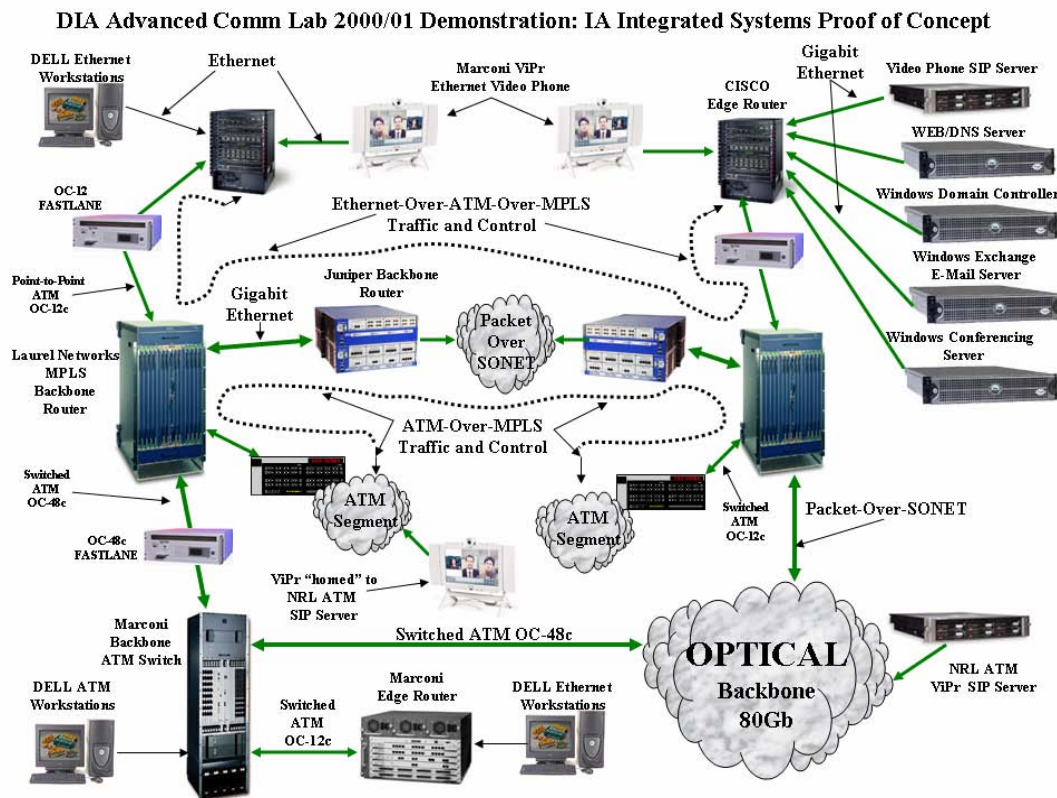 DIA Advanced Comm Lab 2000/01 Demonstration: IA Integrated Systems Proof of Concept
DELL Ethernet
Workstations
Ethernet
Marconi ViPr
Ethernet Video Phone
CISCO
Edge Router
Gigabit
Ethernet
Video Phone SIP Server
WEB/DNS Server
Windows Domain Controller
Windows Exchange
E-Mail Server
Windows Conferencing
Server
OC-12
FASTLANE
Ethernet-Over-ATM-Over-MPLS
Traffic and Control
Point-to-Point
ATM
OC-12c
Gigabit
Ethernet
Juniper Backbone
Router
Packet
Over
SONET
Laurel Networks
MPLS
Backbone
Router
ATM-Over-MPLS
Traffic and Control
Switched
ATM
OC-48c
ATM
Segment
ATM
Segment
Switched
ATM
OC-12c
Packet-Over-SONET
OC-48c
FASTLANE
ViPr "homed" to
NRL ATM
SIP Server
Marconi
Backbone
ATM Switch
Switched ATM OC-48c
OPTICAL
Backbone
80Gb
NRL ATM
ViPr SIP Server
DELL ATM
Workstations
Switched
ATM
OC-12c
Marconi
Edge Router
DELL Ethernet
Workstations